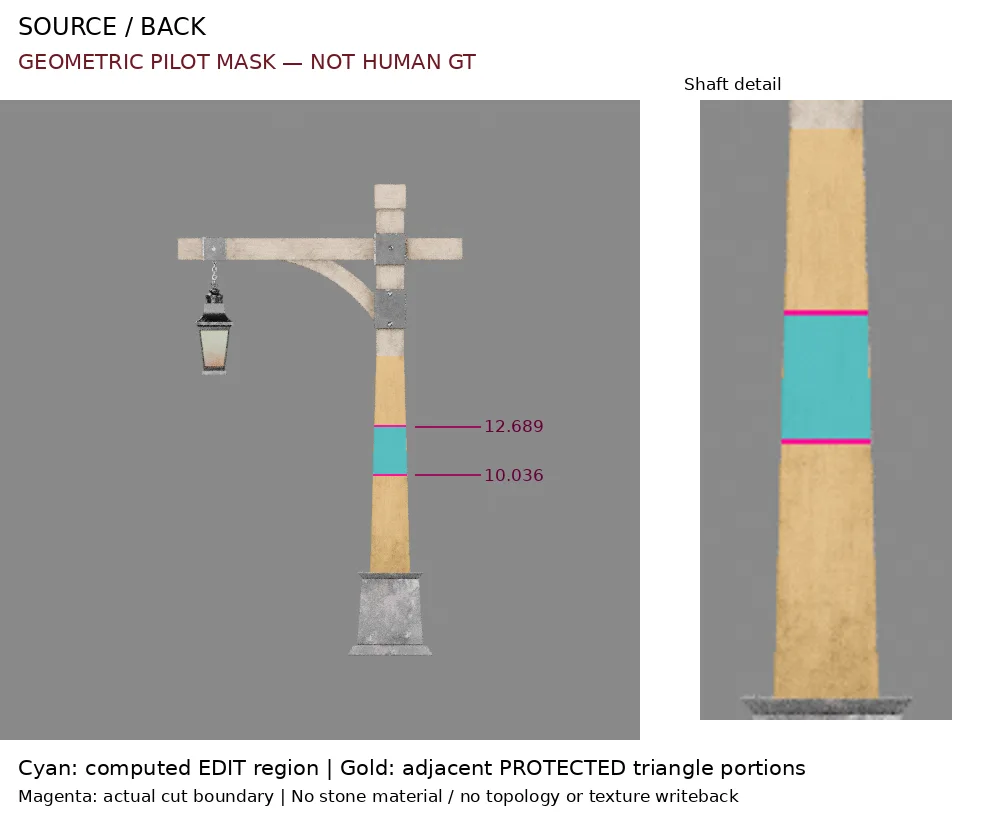 SOURCE / BACK
GEOMETRIC PILOT MASK — NOT HUMAN GT
Shaft detail
12.689
10.036
Cyan: computed EDIT region | Gold: adjacent PROTECTED triangle portions
Magenta: actual cut boundary | No stone material / no topology or texture writeback